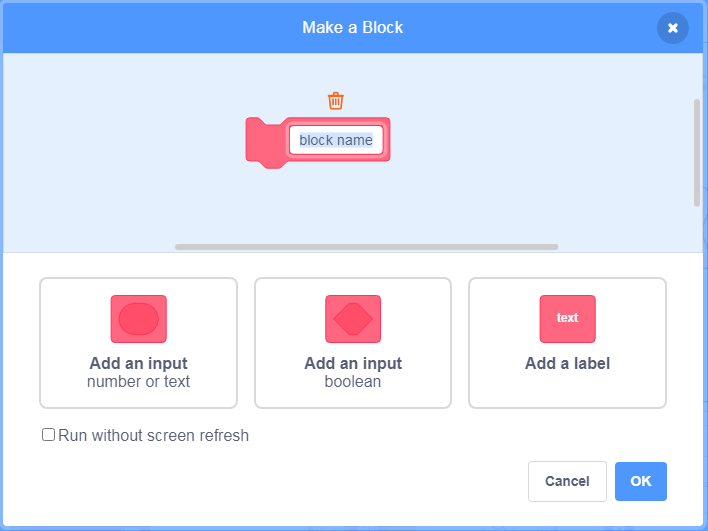 Make a Block
block name
text
Add an input
number or text
Add an input
boolean
Add a label
Run without screen refresh
Cancel
OK